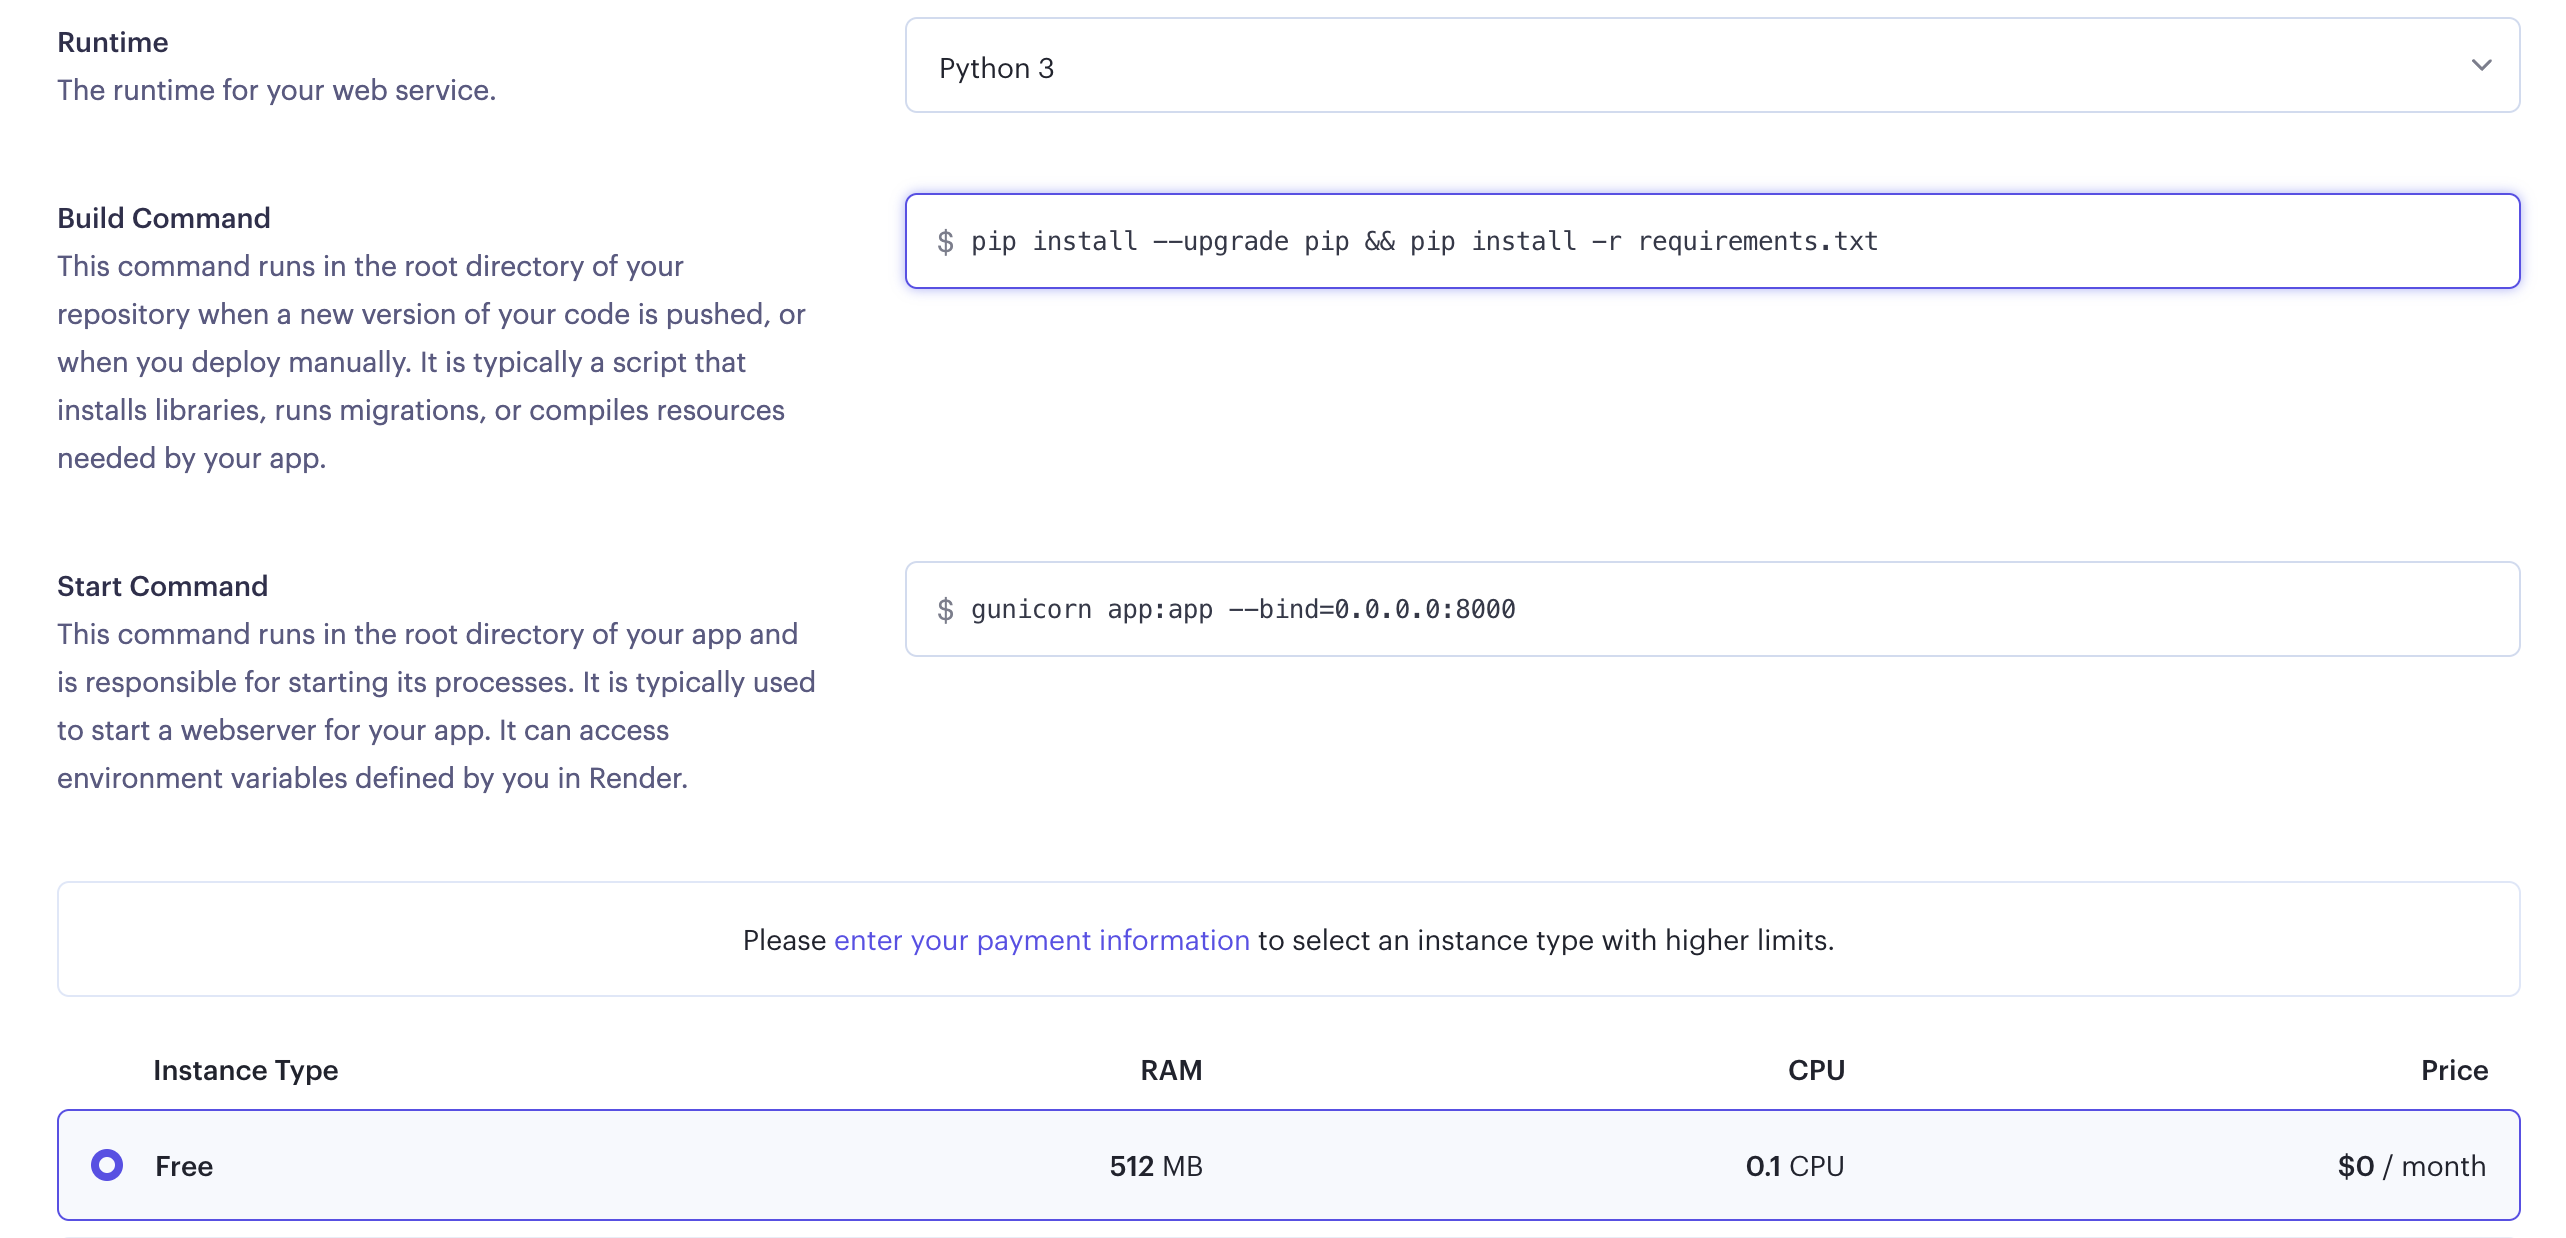 Runtime
The runtime for your web service.
Python 3
Build Command
This command runs in the root directory of your
repository when a new version of your code is pushed, or
when you deploy manually. It is typically a script that
installs libraries, runs migrations, or compiles resources
needed by your app.
$ pip install --upgrade pip && pip install -r requirements.txt
Start Command
This command runs in the root directory of your app and
is responsible for starting its processes. It is typically used
to start a webserver for your app. It can access
environment variables defined by you in Render.
$ gunicorn app:app --bind=0.0.0.0:8000
Please enter your payment information to select an instance type with higher limits.
Instance Type RAM CPU Price
Free 512 MB 0.1 CPU $0 / month